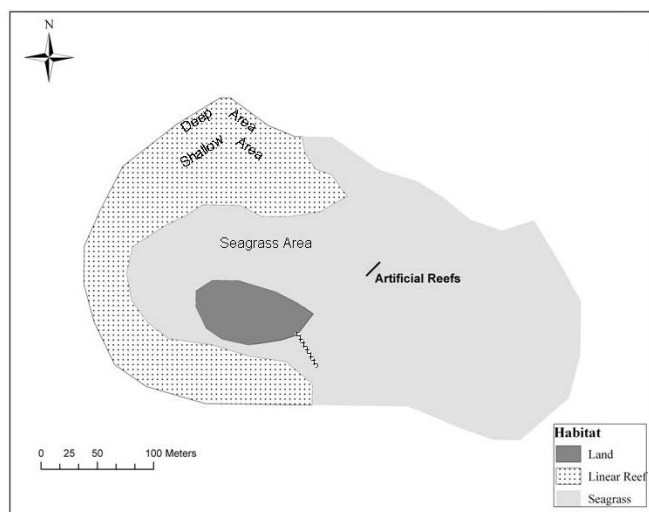 N
Deep Area
Shallow Area
Seagrass Area
Artificial Reefs
0 25 50 100 Meters
Habitat
Land
Linear Reef
Seagrass